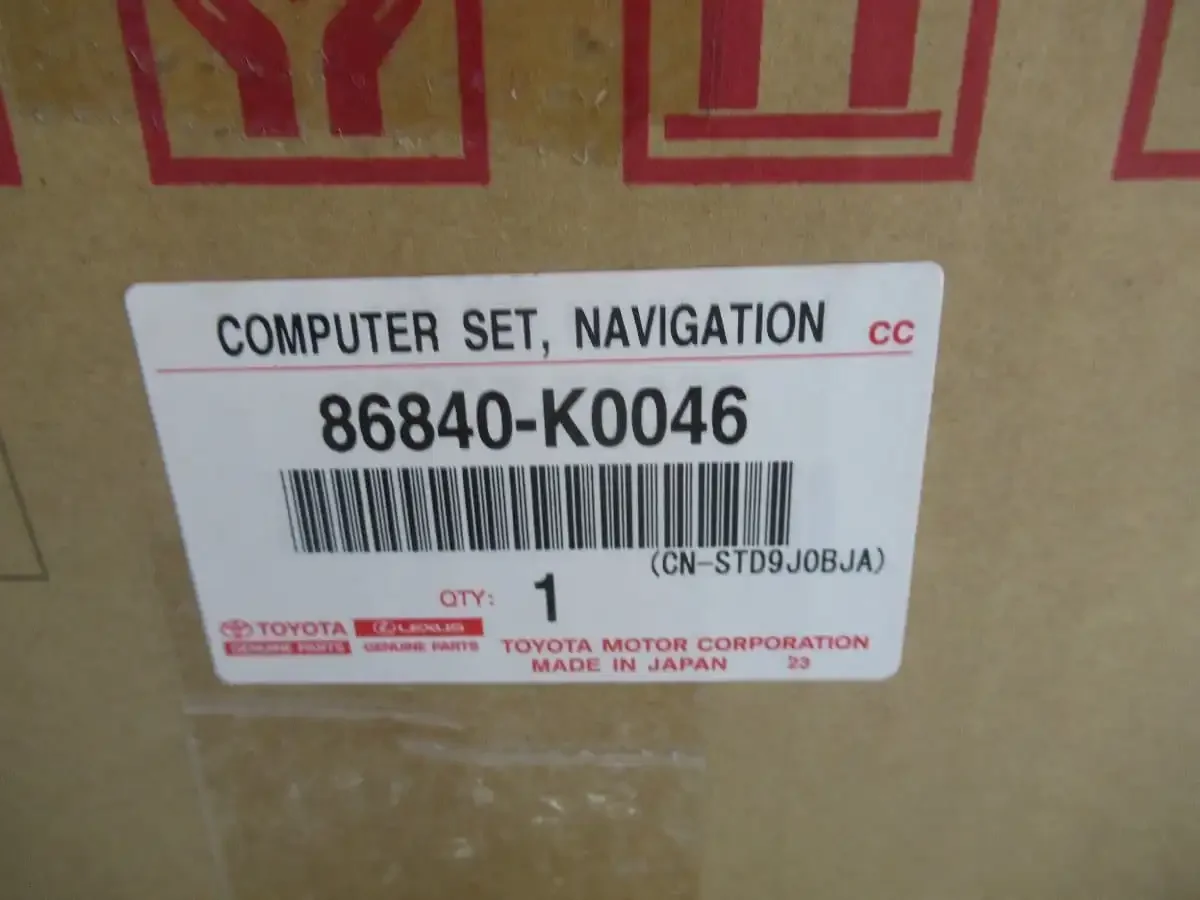 COMPUTER SET, NAVIGATION CC
86840-K0046
(CN-STD9J0BJA)
QTY: 1
TOYOTA LEXUS
GENUINE PARTS GENUINE PARTS
TOYOTA MOTOR CORPORATION
MADE IN JAPAN 23